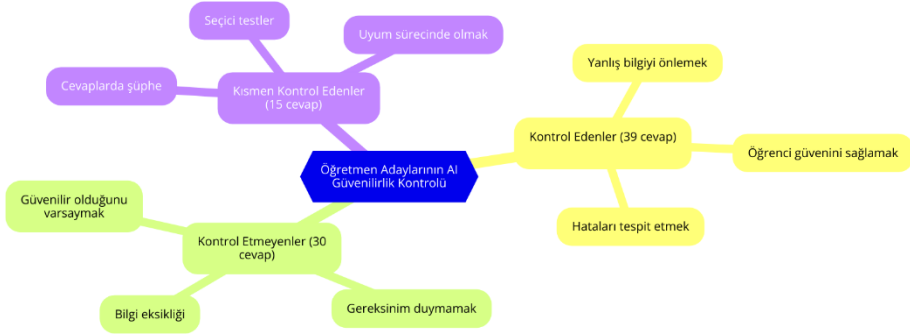 Öğretmen Adaylarının AI
Güvenilirlik Kontrolü
Kısmen Kontrol Edenler
(15 cevap)
Seçici testler
Uyum sürecinde olmak
Cevaplarda şüphe
Kontrol Edenler (39 cevap)
Yanlış bilgiyi önlemek
Öğrenci güvenini sağlamak
Hataları tespit etmek
Kontrol Etmeyenler (30
cevap)
Güvenilir olduğunu
varsaymak
Bilgi eksikliği
Gereksinim duymamak